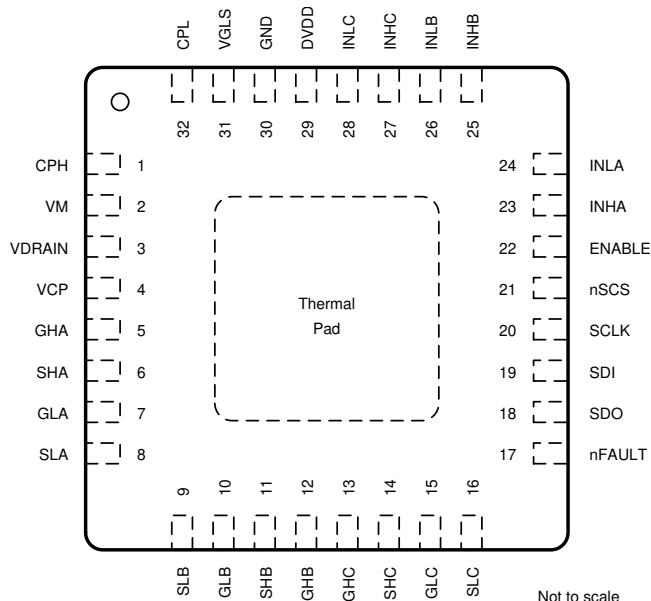 CPL
VGLS
GND
DVDD
INLC
INHC
INLB
INHB
32
31
30
29
28
27
26
25
CPH 1
VM 2
VDRAIN 3
VCP 4
GHA 5
SHA 6
GLA 7
SLA 8
24 INLA
23 INHA
22 ENABLE
21 nSCS
20 SCLK
19 SDI
18 SDO
17 nFAULT
Thermal
Pad
9
10
11
12
13
14
15
16
SLB
GLB
SHB
GHB
GHC
SHC
GLC
SLC
Not to scale